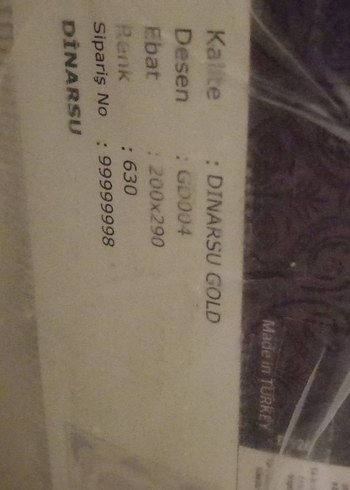 Kalite : DINARSU GOLD
Desen : GD004
Ebat : 200x290
Renk : 630
Sipariş No : 99999998
DİNARSU
Made in TURKEY